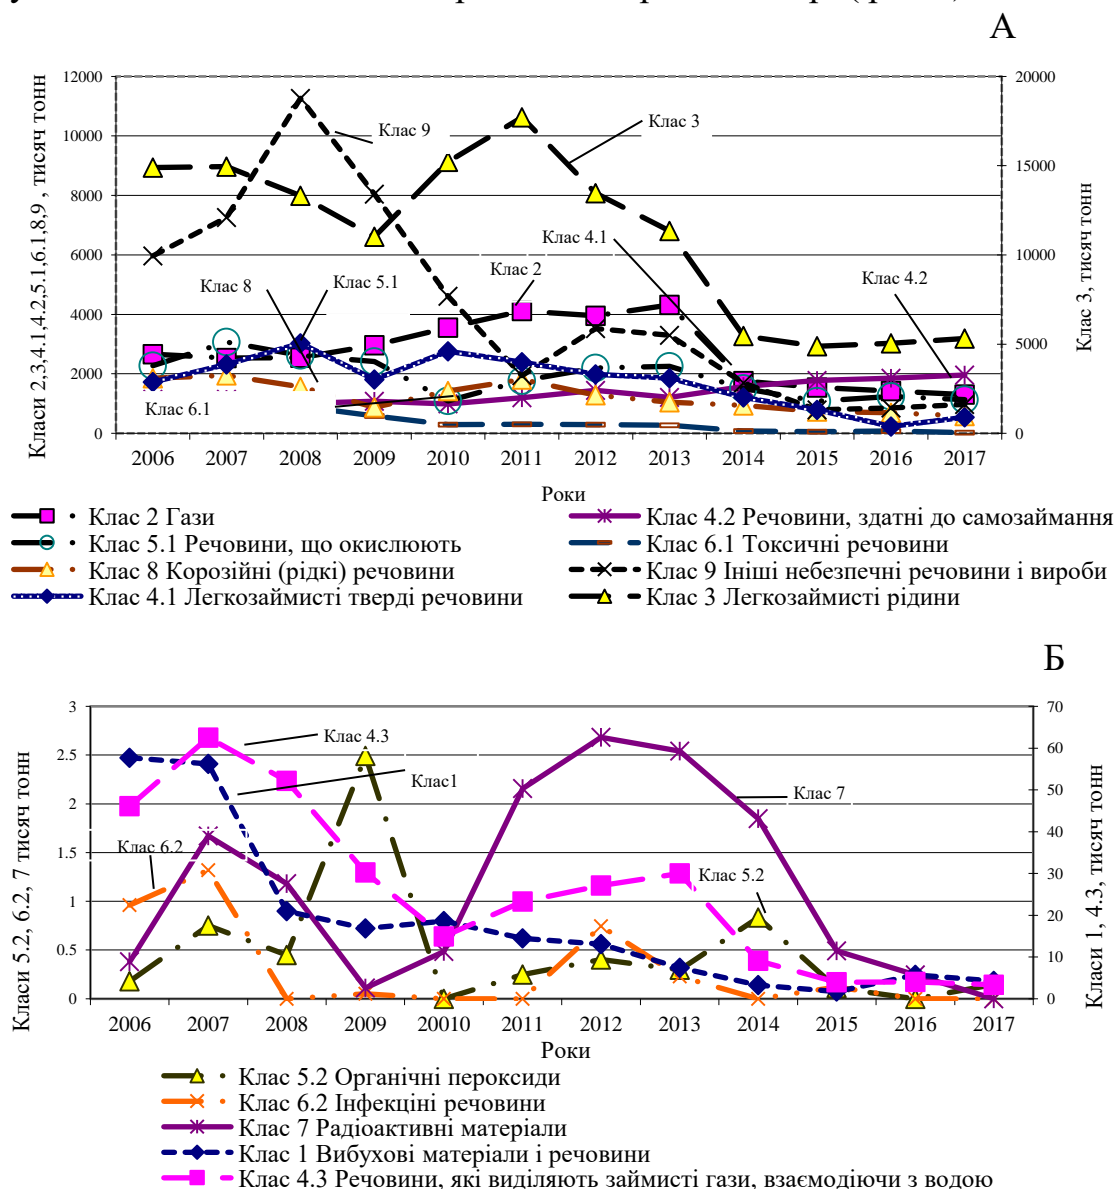 А
12000
10000
8000
6000
4000
2000
0
20000
15000
10000
5000
0
Класи 2,3,4.1,4.2,5.1,6.1,8,9 , тисяч тонн
Клас 3, тисяч тонн
Клас 9
Клас 3
Клас 4.1
Клас 2
Клас 8
Клас 5.1
Клас 4.2
Клас 6.1
2006 2007 2008 2009 2010 2011 2012 2013 2014 2015 2016 2017
Роки
Клас 2 Гази
Клас 4.2 Речовини, здатні до самозаймання
Клас 5.1 Речовини, що окислюють
Клас 6.1 Токсичні речовини
Клас 8 Корозійні (рідкі) речовини
Клас 9 Ініші небезпечні речовини і вироби
Клас 4.1 Легкозаймисті тверді речовини
Клас 3 Легкозаймисті рідини
Б
3
2.5
2
1.5
1
0.5
0
70
60
50
40
30
20
10
0
Класи 5.2, 6.2, 7 тисяч тонн
Класи 1, 4.3, тисяч тонн
Клас 4.3
Клас1
Клас 7
Клас 6.2
Клас 5.2
2006 2007 2008 2009 2010 2011 2012 2013 2014 2015 2016 2017
Роки
Клас 5.2 Органічні пероксиди
Клас 6.2 Інфекціні речовини
Клас 7 Радіоактивні матеріали
Клас 1 Вибухові матеріали і речовини
Клас 4.3 Речовини, які виділяють займисті гази, взаємодіючи з водою